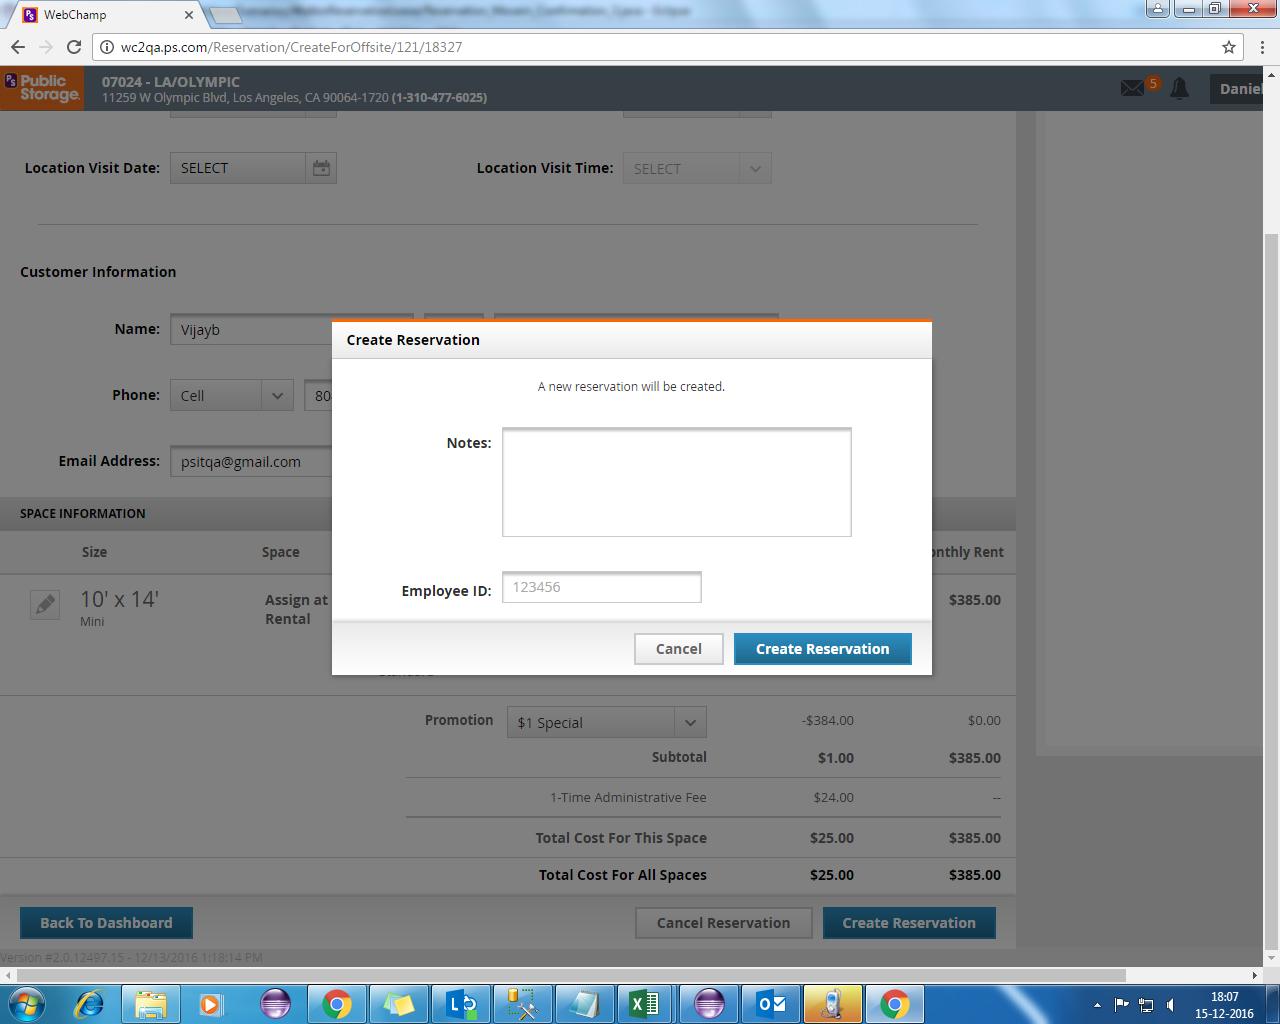 WebChamp
wc2qa.ps.com/Reservation/CreateForOffsite/121/18327
PS Public Storage
07024 - LA/OLYMPIC
11259 W Olympic Blvd, Los Angeles, CA 90064-1720 (1-310-477-6025)
5
Daniel
Location Visit Date: SELECT
Location Visit Time: SELECT
Customer Information
Name: Vijayb
Phone: Cell 80
Email Address: psitqa@gmail.com
Create Reservation
A new reservation will be created.
Notes:
Employee ID: 123456
Cancel Create Reservation
SPACE INFORMATION
Size Space onthly Rent
10' x 14' Assign at $385.00
Mini Rental
Promotion $1 Special -$384.00 $0.00
Subtotal $1.00 $385.00
1-Time Administrative Fee $24.00 --
Total Cost For This Space $25.00 $385.00
Total Cost For All Spaces $25.00 $385.00
Back To Dashboard Cancel Reservation Create Reservation
Version #2.0.12497.15 - 12/13/2016 1:18:14 PM
18:07
15-12-2016